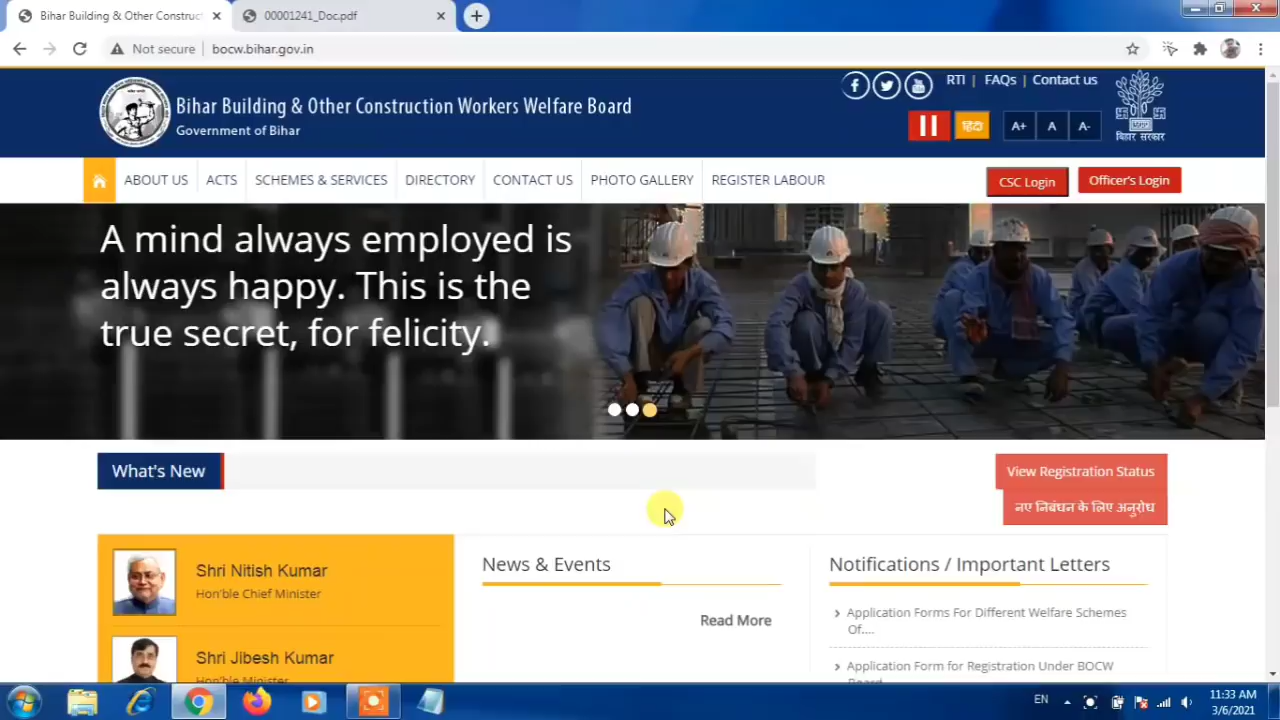 Bihar Building & Other Construct
00001241_Doc.pdf
Not secure
bocw.bihar.gov.in
Bihar Building & Other Construction Workers Welfare Board
Government of Bihar
RTI | FAQs | Contact us
हिंदी
A+
A
A-
बिहार सरकार
ABOUT US
ACTS
SCHEMES & SERVICES
DIRECTORY
CONTACT US
PHOTO GALLERY
REGISTER LABOUR
CSC Login
Officer's Login
A mind always employed is
always happy. This is the
true secret, for felicity.
What's New
View Registration Status
नए निबंधन के लिए अनुरोध
Shri Nitish Kumar
Hon'ble Chief Minister
Shri Jibesh Kumar
Hon'ble Minister
News & Events
Read More
Notifications / Important Letters
Application Forms For Different Welfare Schemes
Of....
Application Form for Registration Under BOCW
Board
EN
11:33 AM
3/6/2021